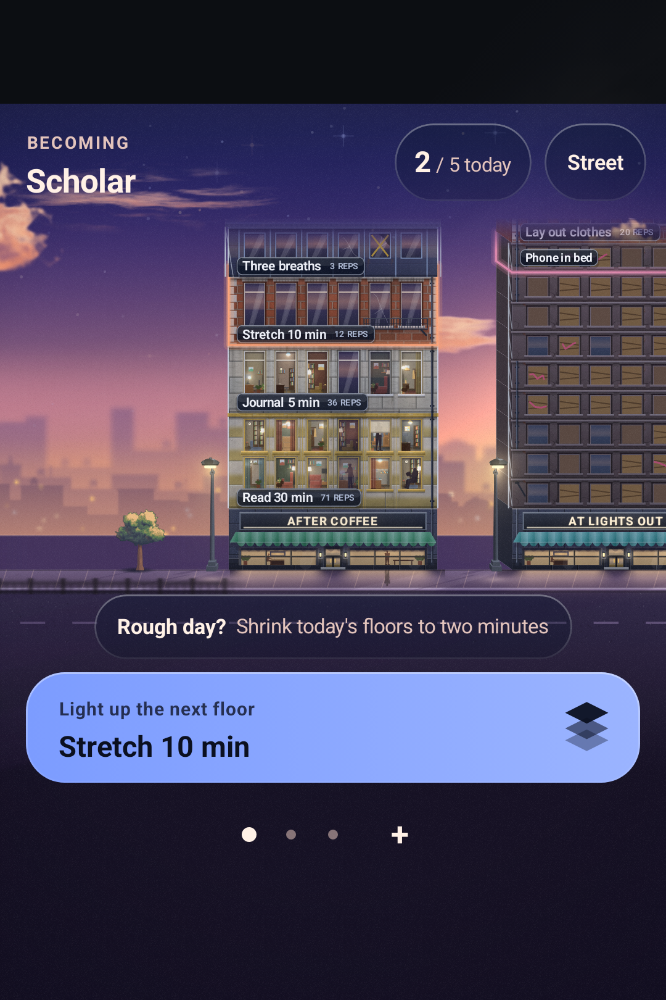 BECOMING
Scholar
2 / 5 today
Street
Lay out clothes 20 REPS
Phone in bed
Three breaths 3 REPS
Stretch 10 min 12 REPS
Journal 5 min 36 REPS
Read 30 min 71 REPS
AFTER COFFEE
AT LIGHTS OUT
Rough day? Shrink today's floors to two minutes
Light up the next floor
Stretch 10 min
+